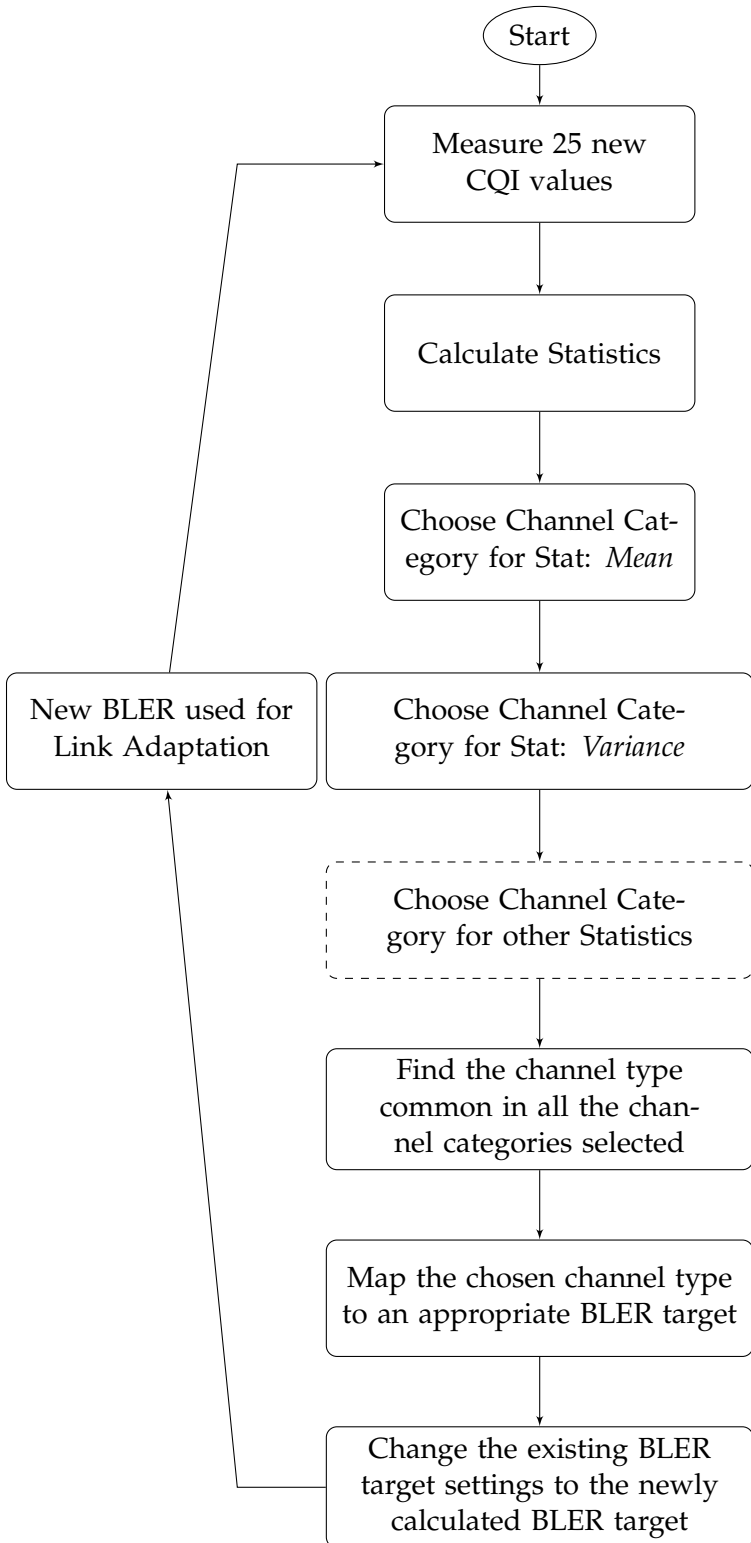 Start
Measure 25 new
CQI values
Calculate Statistics
Choose Channel Cat-
egory for Stat: Mean
New BLER used for
Link Adaptation
Choose Channel Cate-
gory for Stat: Variance
Choose Channel Cate-
gory for other Statistics
Find the channel type
common in all the chan-
nel categories selected
Map the chosen channel type
to an appropriate BLER target
Change the existing BLER
target settings to the newly
calculated BLER target